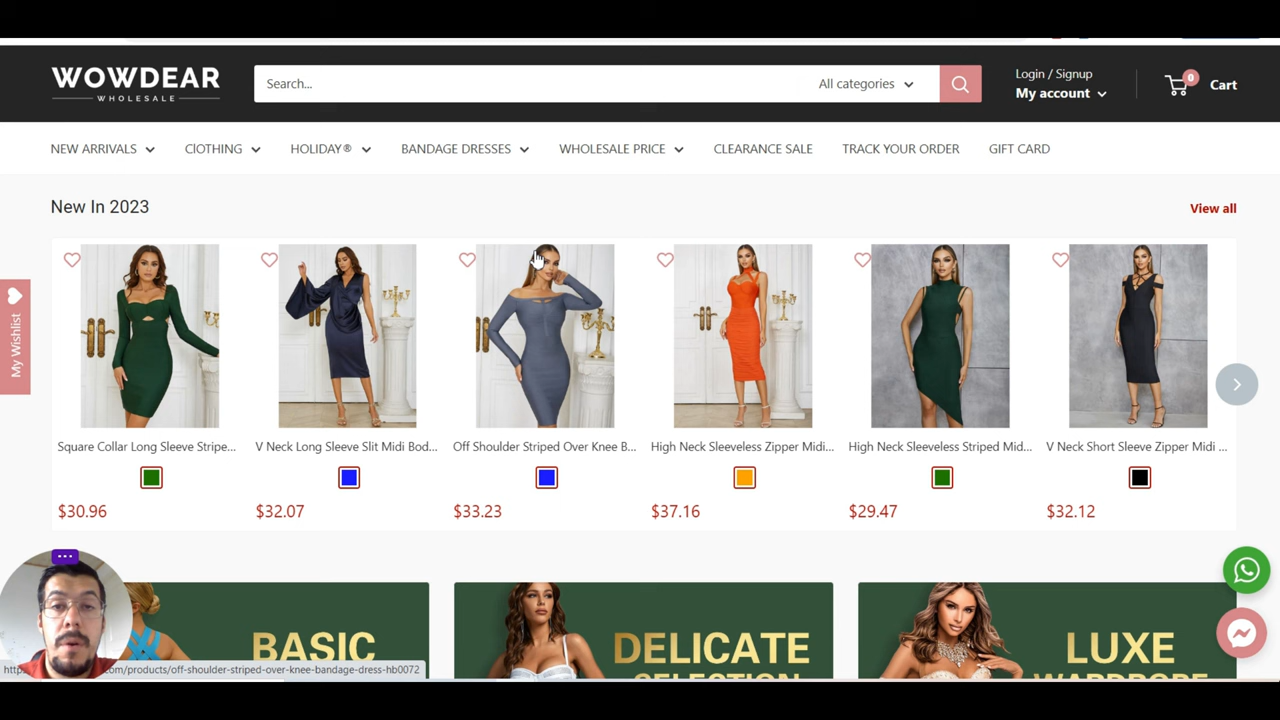 WOWDEAR
WHOLESALE
Search...
All categories
Login / Signup
My account
0
Cart
NEW ARRIVALS
ClOTHING
HOLIDAY®
BANDAGE DRESSES
WHOLESALE PRICE
CLEARANCE SALE
TRACK YOUR ORDER
GIFT CARD
New In 2023
View all
My Wishlist
Square Collar Long Sleeve Stripe...
V Neck Long Sleeve Slit Midi Bod...
Off Shoulder Striped Over Knee B...
High Neck Sleeveless Zipper Midi...
High Neck Sleeveless Striped Mid...
V Neck Short Sleeve Zipper Midi ...
$30.96
$32.07
$33.23
$37.16
$29.47
$32.12
BASIC
DELICATE
SELECTION
LUXE
WARDROBE
com/products/off-shoulder-striped-over-knee-bandage-dress-hb0072